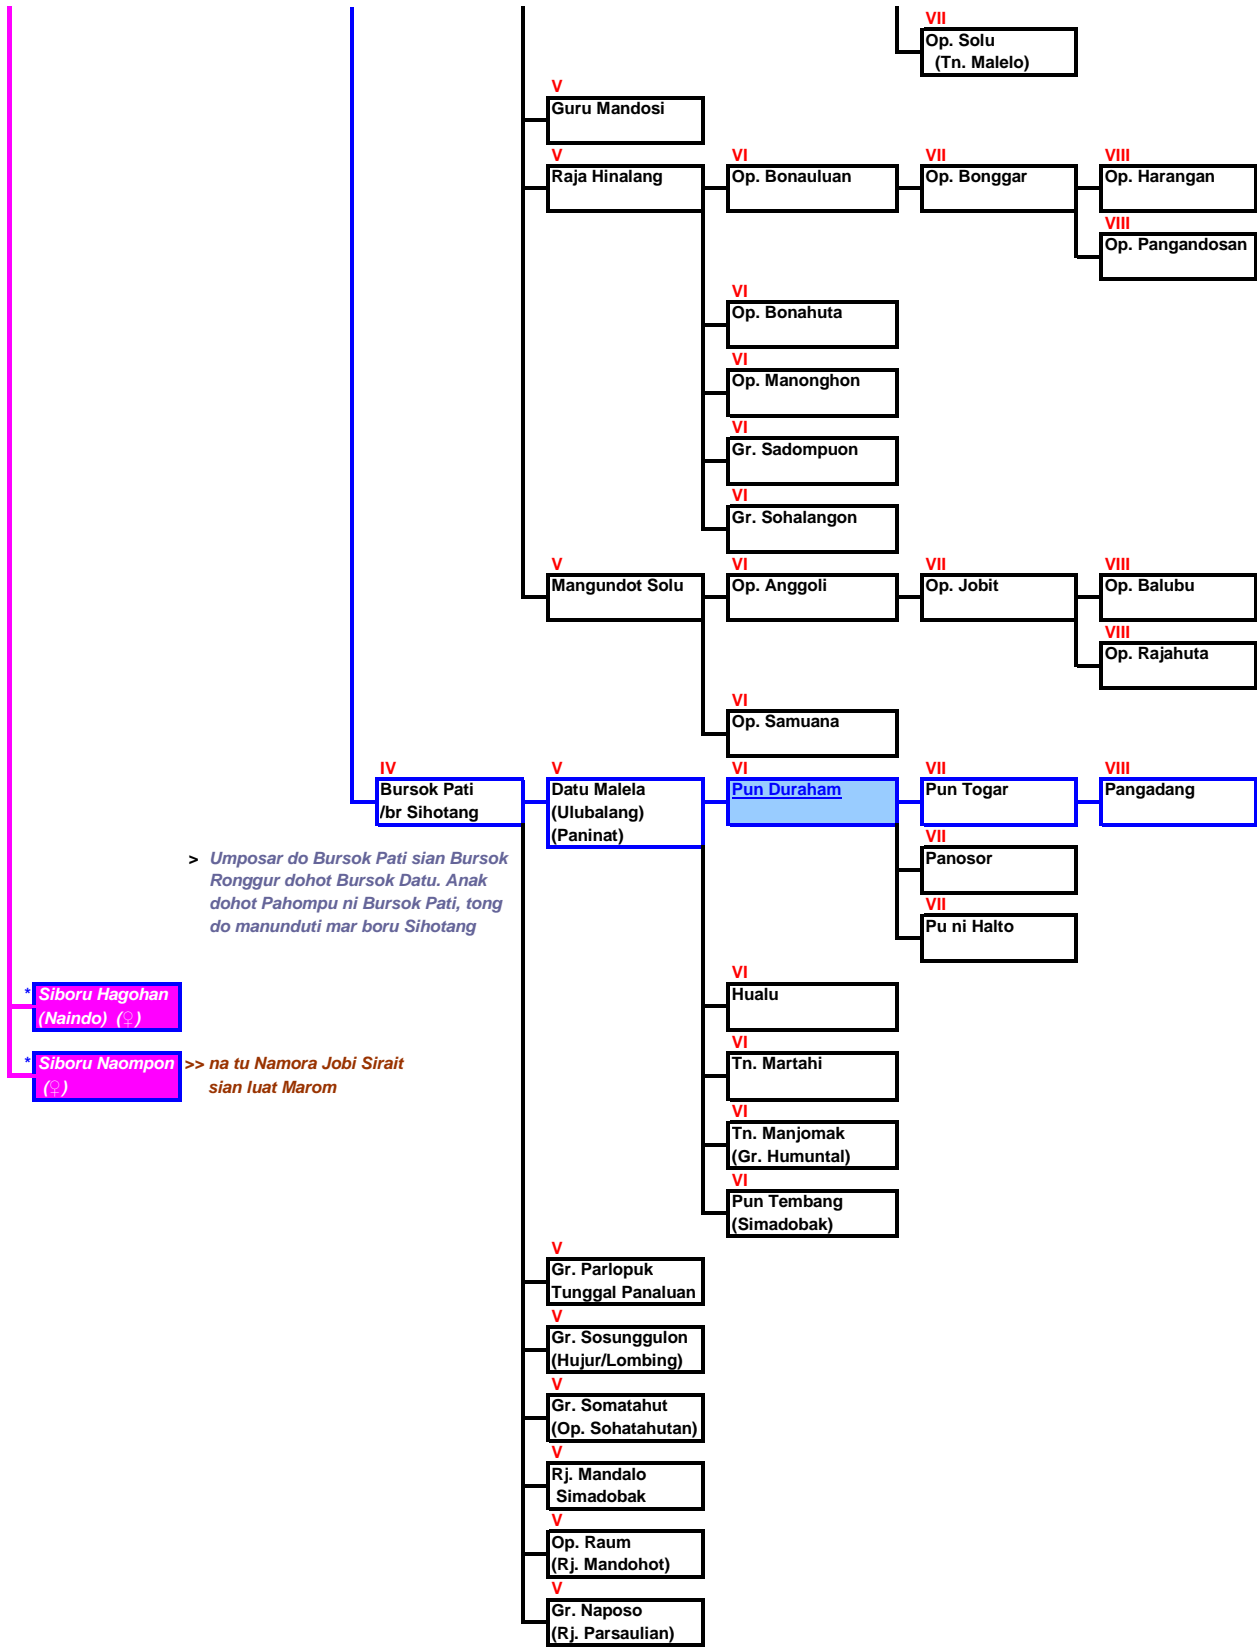 VII
Op. Solu
(Tn. Malelo)
V
Guru Mandosi
V VI VII VIII
Raja Hinalang Op. Bonauluan Op. Bonggar Op. Harangan
VIII
Op. Pangandosan
VI
Op. Bonahuta
VI
Op. Manonghon
VI
Gr. Sadompuon
VI
Gr. Sohalangon
V VI VII VIII
Mangundot Solu Op. Anggoli Op. Jobit Op. Balubu
VIII
Op. Rajahuta
VI
Op. Samuana
IV V VI VII VIII
Bursok Pati Datu Malela Pun Duraham Pun Togar Pangadang
/br Sihotang (Ulubalang)
(Paninat)
VII
Panosor
VII
Pu ni Halto
> Umposar do Bursok Pati sian Bursok
Ronggur dohot Bursok Datu. Anak
dohot Pahompu ni Bursok Pati, tong
do manunduti mar boru Sihotang
VI
Hualu
* Siboru Hagohan
(Naindo) (♀)
VI
Tn. Martahi
* Siboru Naompon >> na tu Namora Jobi Sirait
(♀) sian luat Marom
VI
Tn. Manjomak
(Gr. Humuntal)
VI
Pun Tembang
(Simadobak)
V
Gr. Parlopuk
Tunggal Panaluan
V
Gr. Sosunggulon
(Hujur/Lombing)
V
Gr. Somatahut
(Op. Sohatahutan)
V
Rj. Mandalo
Simadobak
V
Op. Raum
(Rj. Mandohot)
V
Gr. Naposo
(Rj. Parsaulian)